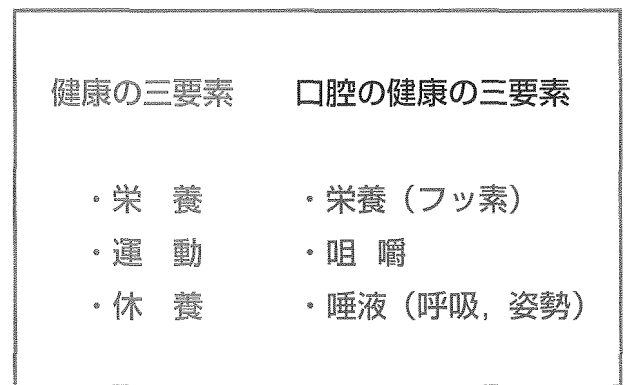 健康の三要素　　口腔の健康の三要素
・栄　養　　・栄養（フッ素）
・運　動　　・咀　嚼
・休　養　　・唾液（呼吸，姿勢）